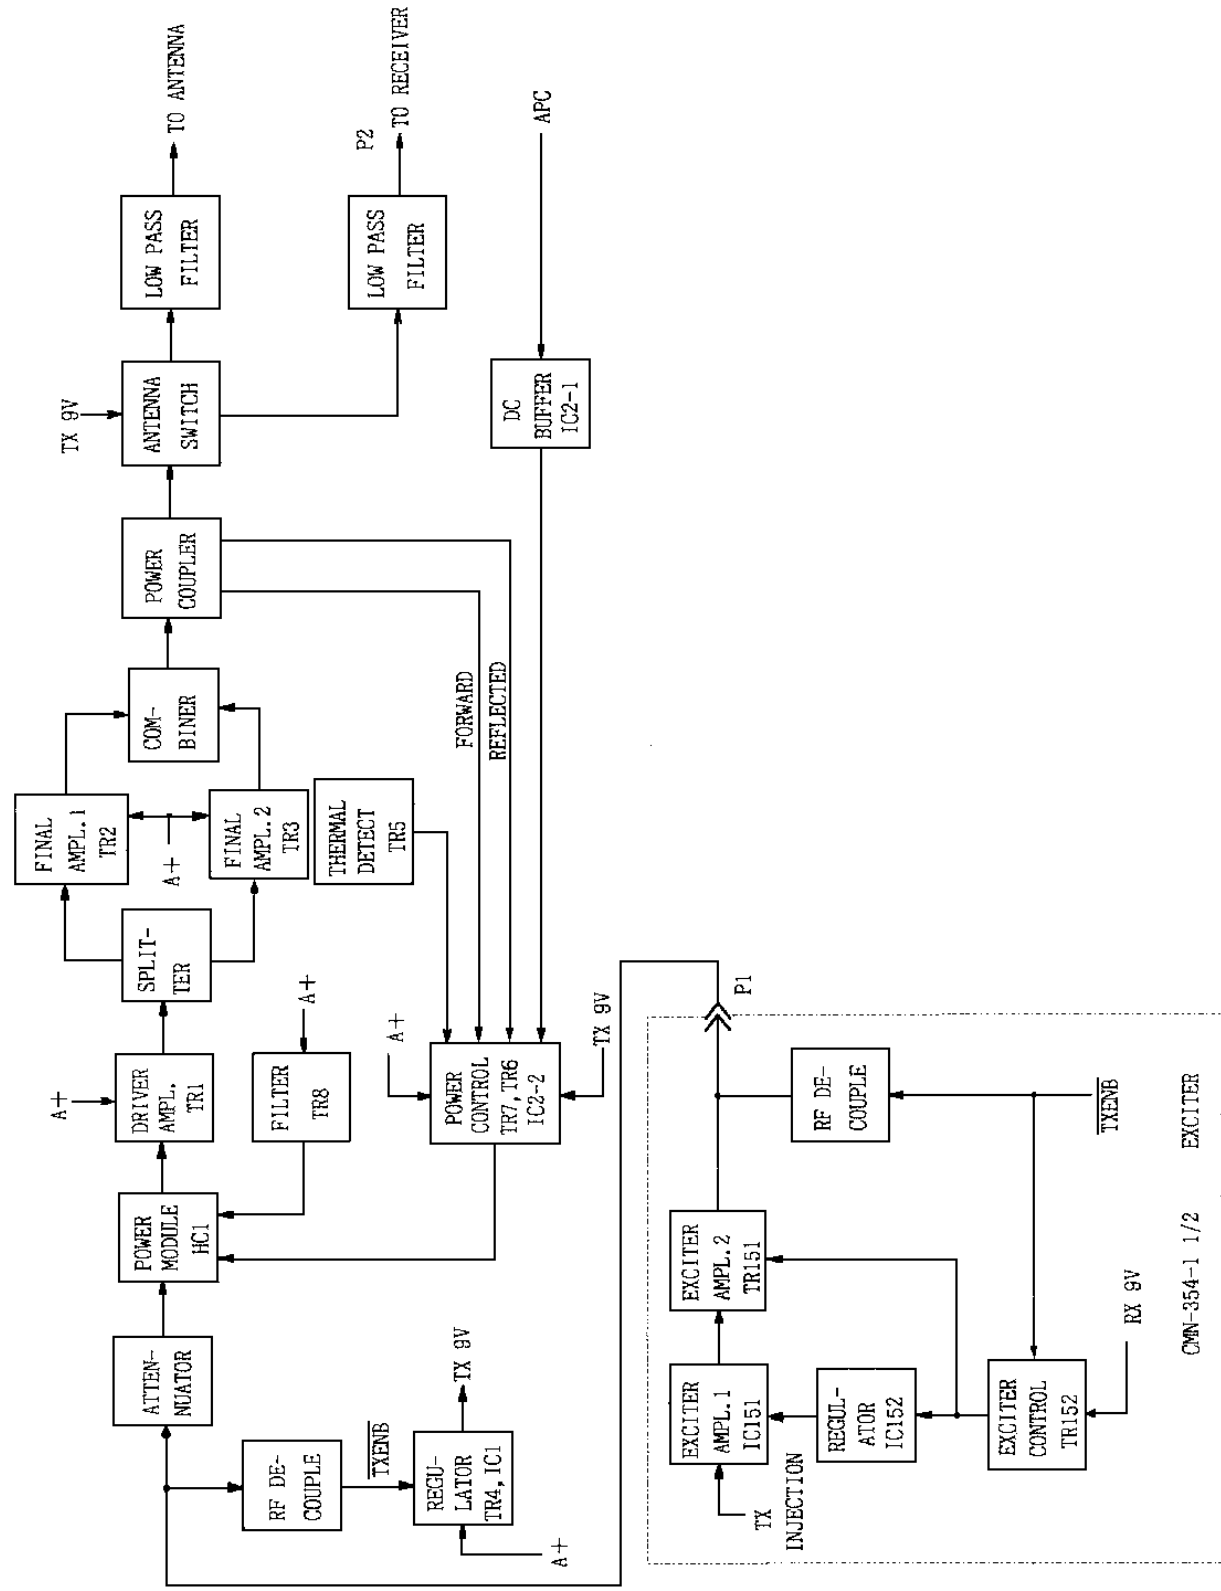 TX 9V
A+
A+
FINAL
AMPL.1
TR2
ATTEN-
NUATOR
POWER
MODULE
HC1
DRIVER
AMPL.
TR1
SPLIT-
TER
COM-
BINER
POWER
COUPLER
ANTENNA
SWITCH
LOW PASS
FILTER
TO ANTENNA
FINAL
AMPL.2
TR3
RF DE-
COUPLE
FILTER
TR8
A+
THERMAL
DETECT
TR5
LOW PASS
FILTER
P2
TO RECEIVER
TXENB
REGU-
LATOR
TR4,IC1
TX 9V
A+
A+
POWER
CONTROL
TR7,TR6
IC2-2
TX 9V
FORWARD
REFLECTED
DC
BUFFER
IC2-1
APC
EXCITER
AMPL.1
IC151
EXCITER
AMPL.2
TR151
P1
TX
INJECTION
REGUL-
ATOR
IC152
RF DE-
COUPLE
EXCITER
CONTROL
TR152
TXENB
RX 9V
CMN-354-1 1/2 EXCITER